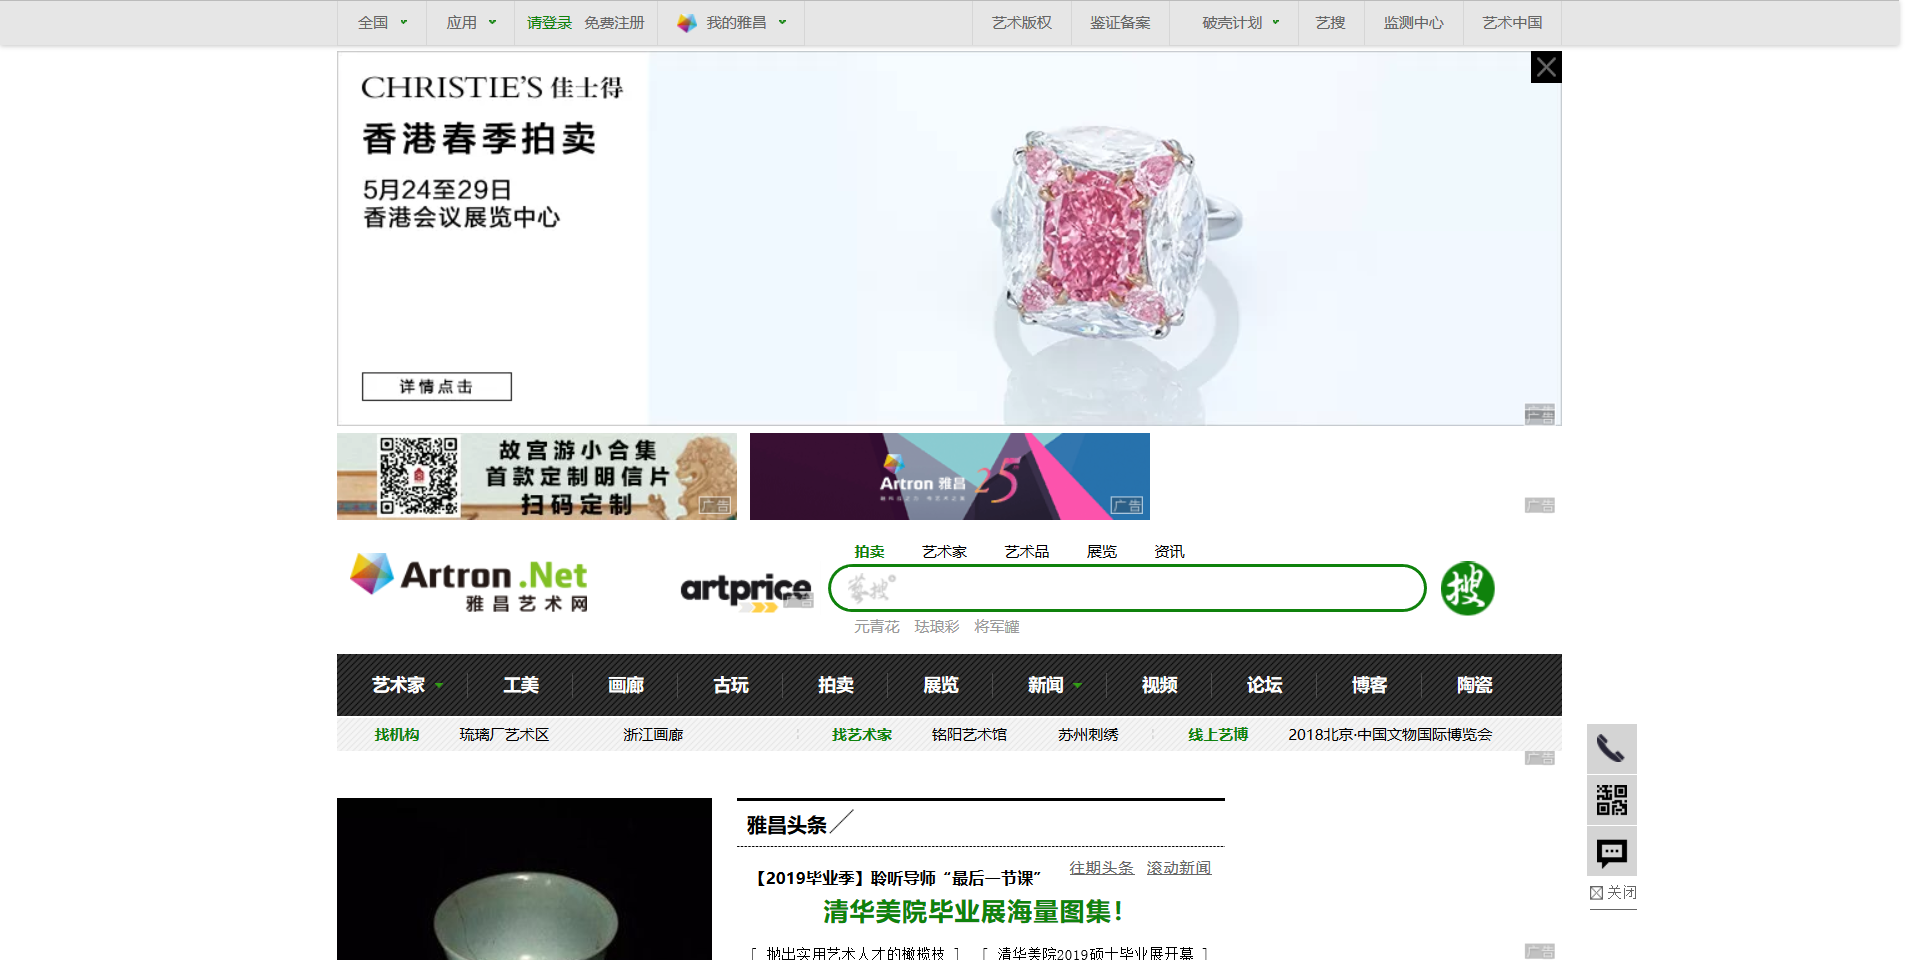 全国 应用 请登录 免费注册 我的雅昌 艺术版权 鉴证备案 破壳计划 艺搜 监测中心 艺术中国
CHRISTIE'S 佳士得
香港春季拍卖
5月24至29日
香港会议展览中心
详情点击
广告
故宫游小合集
首款定制明信片
扫码定制
广告
Artron 雅昌 25
广告
广告
拍卖 艺术家 艺术品 展览 资讯
Artron.Net
雅昌艺术网
artprice
广告
藝搜
搜
元青花 珐琅彩 将军罐
艺术家 工美 画廊 古玩 拍卖 展览 新闻 视频 论坛 博客 陶瓷
找机构 琉璃厂艺术区 浙江画廊 找艺术家 铭阳艺术馆 苏州刺绣 线上艺博 2018北京·中国文物国际博览会
广告
雅昌头条
往期头条 滚动新闻
【2019毕业季】聆听导师“最后一节课”
清华美院毕业展海量图集！
[ 抛出实用艺术人才的橄榄枝 ] [ 清华美院2019硕士毕业展开幕 ]
关闭
广告